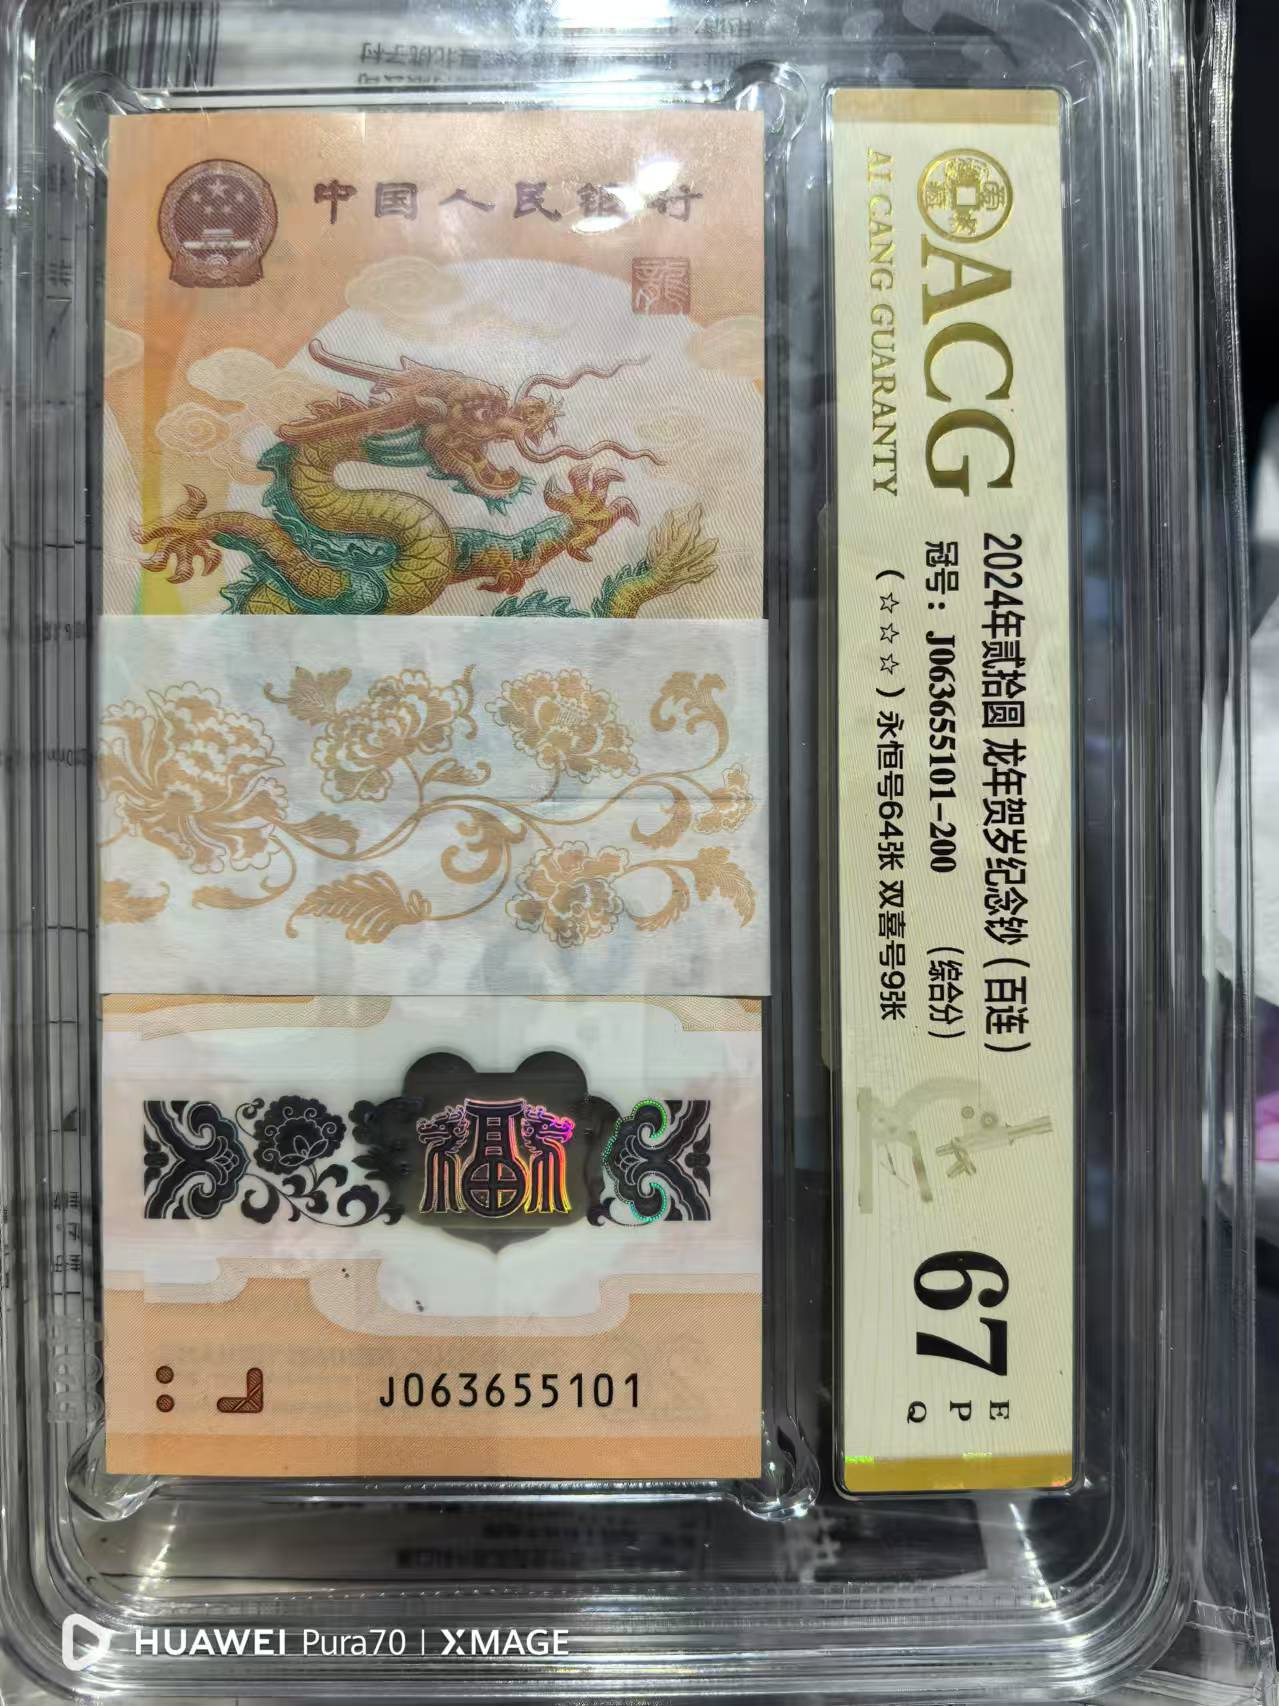 中国人民银行
龍
福
J063655101
ACG
AI CANG GUARANTY
2024年贰拾圆 龙年贺岁纪念钞（百连）
冠号：J063655101-200 （综合分）
（☆☆☆）永恒号64张 双喜号9张
67
E
P
Q
HUAWEI Pura70 | XMAGE